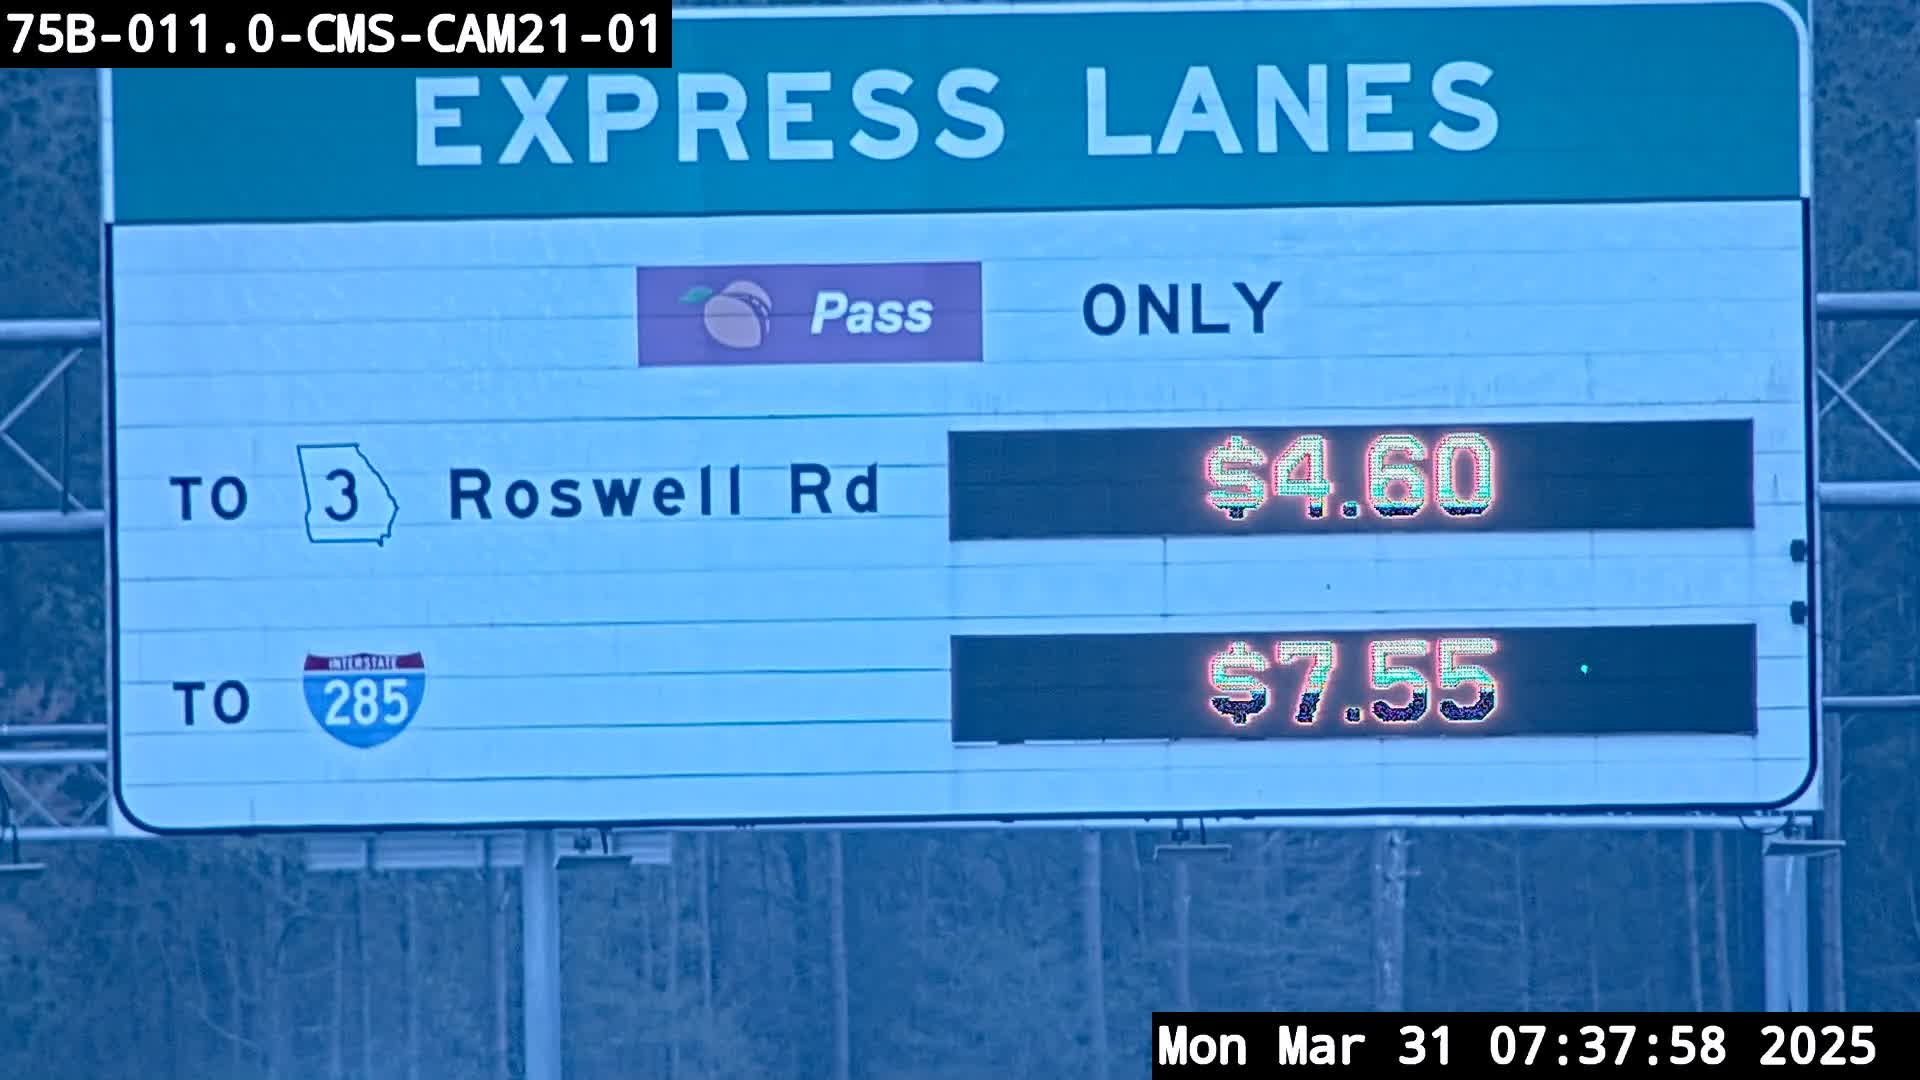 75B-011.0-CMS-CAM21-01
EXPRESS LANES
Pass ONLY
TO 3 Roswell Rd $4.60
TO INTERSTATE 285 $7.55
Mon Mar 31 07:37:58 2025